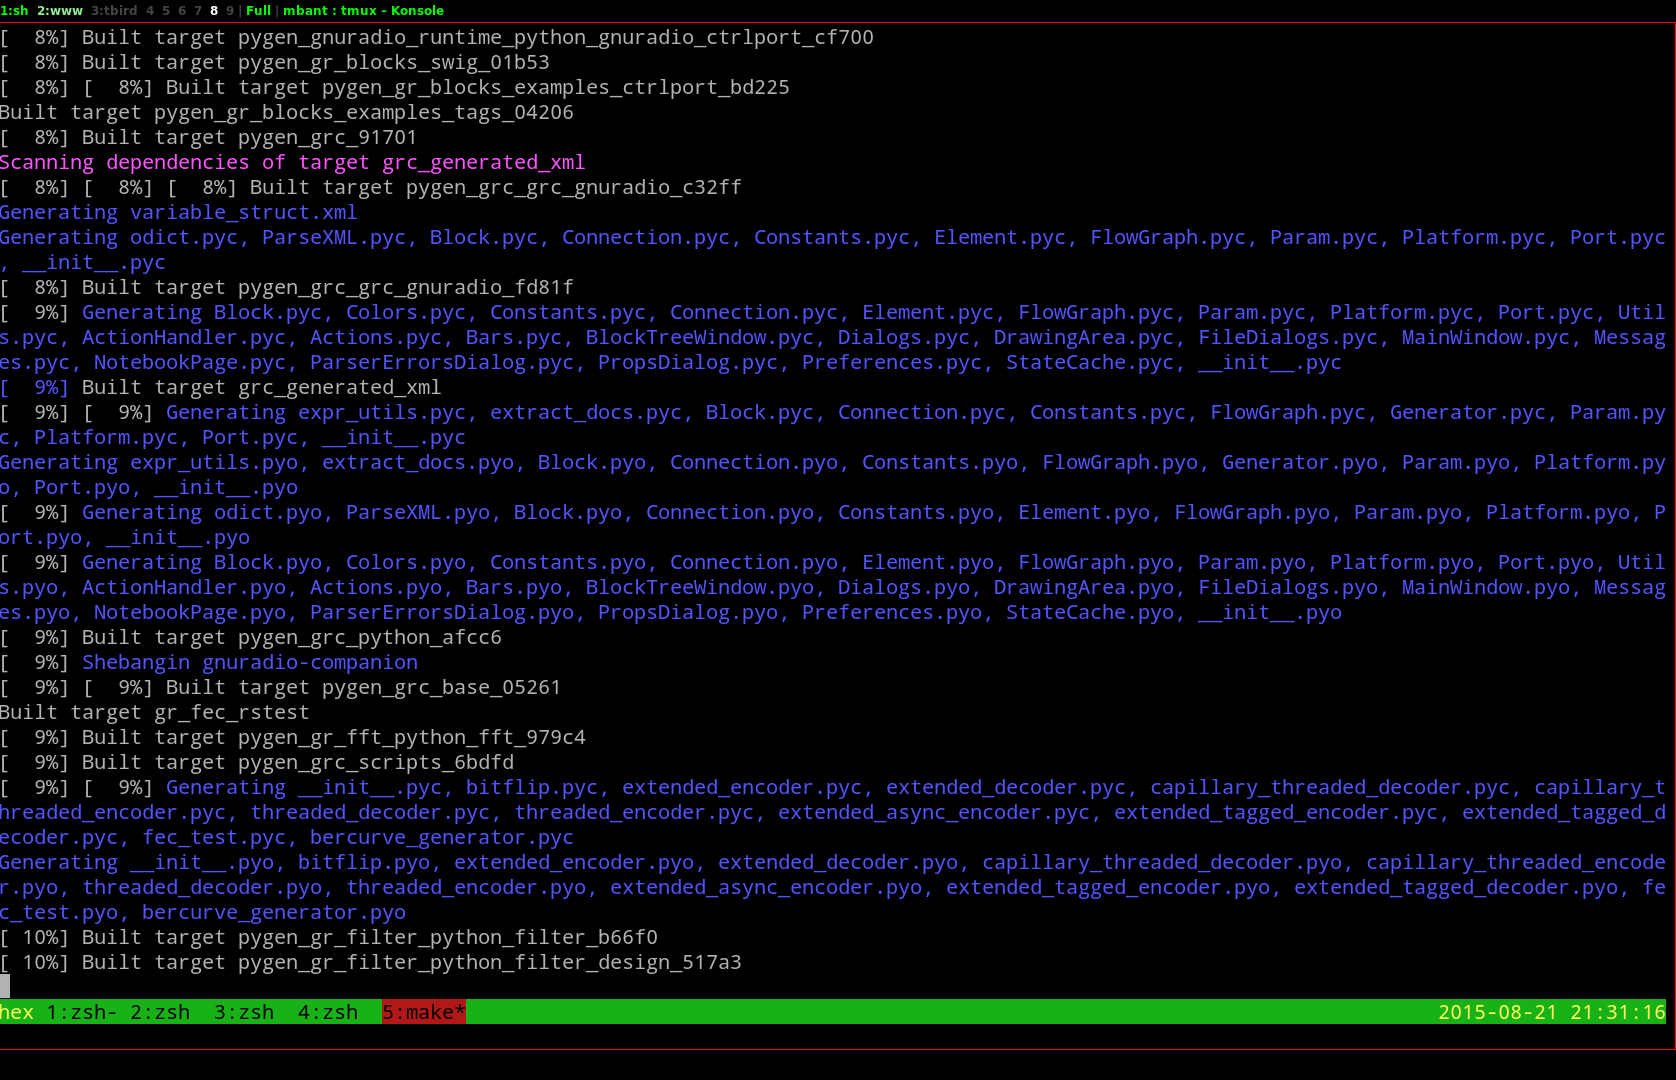 1:sh 2:www 3:tbird 4 5 6 7 8 9 | Full | mbant : tmux – Konsole
[  8%] Built target pygen_gnuradio_runtime_python_gnuradio_ctrlport_cf700
[  8%] Built target pygen_gr_blocks_swig_01b53
[  8%] [  8%] Built target pygen_gr_blocks_examples_ctrlport_bd225
Built target pygen_gr_blocks_examples_tags_04206
[  8%] Built target pygen_grc_91701
Scanning dependencies of target grc_generated_xml
[  8%] [  8%] [  8%] Built target pygen_grc_grc_gnuradio_c32ff
Generating variable_struct.xml
Generating odict.pyc, ParseXML.pyc, Block.pyc, Connection.pyc, Constants.pyc, Element.pyc, FlowGraph.pyc, Param.pyc, Platform.pyc, Port.pyc
, __init__.pyc
[  8%] Built target pygen_grc_grc_gnuradio_fd81f
[  9%] Generating Block.pyc, Colors.pyc, Constants.pyc, Connection.pyc, Element.pyc, FlowGraph.pyc, Param.pyc, Platform.pyc, Port.pyc, Util
s.pyc, ActionHandler.pyc, Actions.pyc, Bars.pyc, BlockTreeWindow.pyc, Dialogs.pyc, DrawingArea.pyc, FileDialogs.pyc, MainWindow.pyc, Messag
es.pyc, NotebookPage.pyc, ParserErrorsDialog.pyc, PropsDialog.pyc, Preferences.pyc, StateCache.pyc, __init__.pyc
[  9%] Built target grc_generated_xml
[  9%] [  9%] Generating expr_utils.pyc, extract_docs.pyc, Block.pyc, Connection.pyc, Constants.pyc, FlowGraph.pyc, Generator.pyc, Param.py
c, Platform.pyc, Port.pyc, __init__.pyc
Generating expr_utils.pyo, extract_docs.pyo, Block.pyo, Connection.pyo, Constants.pyo, FlowGraph.pyo, Generator.pyo, Param.pyo, Platform.py
o, Port.pyo, __init__.pyo
[  9%] Generating odict.pyo, ParseXML.pyo, Block.pyo, Connection.pyo, Constants.pyo, Element.pyo, FlowGraph.pyo, Param.pyo, Platform.pyo, P
ort.pyo, __init__.pyo
[  9%] Generating Block.pyo, Colors.pyo, Constants.pyo, Connection.pyo, Element.pyo, FlowGraph.pyo, Param.pyo, Platform.pyo, Port.pyo, Util
s.pyo, ActionHandler.pyo, Actions.pyo, Bars.pyo, BlockTreeWindow.pyo, Dialogs.pyo, DrawingArea.pyo, FileDialogs.pyo, MainWindow.pyo, Messag
es.pyo, NotebookPage.pyo, ParserErrorsDialog.pyo, PropsDialog.pyo, Preferences.pyo, StateCache.pyo, __init__.pyo
[  9%] Built target pygen_grc_python_afcc6
[  9%] Shebangin gnuradio-companion
[  9%] [  9%] Built target pygen_grc_base_05261
Built target gr_fec_rstest
[  9%] Built target pygen_gr_fft_python_fft_979c4
[  9%] Built target pygen_grc_scripts_6bdfd
[  9%] [  9%] Generating __init__.pyc, bitflip.pyc, extended_encoder.pyc, extended_decoder.pyc, capillary_threaded_decoder.pyc, capillary_t
hreaded_encoder.pyc, threaded_decoder.pyc, threaded_encoder.pyc, extended_async_encoder.pyc, extended_tagged_encoder.pyc, extended_tagged_d
ecoder.pyc, fec_test.pyc, bercurve_generator.pyc
Generating __init__.pyo, bitflip.pyo, extended_encoder.pyo, extended_decoder.pyo, capillary_threaded_decoder.pyo, capillary_threaded_encode
r.pyo, threaded_decoder.pyo, threaded_encoder.pyo, extended_async_encoder.pyo, extended_tagged_encoder.pyo, extended_tagged_decoder.pyo, fe
c_test.pyo, bercurve_generator.pyo
[ 10%] Built target pygen_gr_filter_python_filter_b66f0
[ 10%] Built target pygen_gr_filter_python_filter_design_517a3
hex 1:zsh- 2:zsh  3:zsh  4:zsh  5:make* 2015-08-21 21:31:16